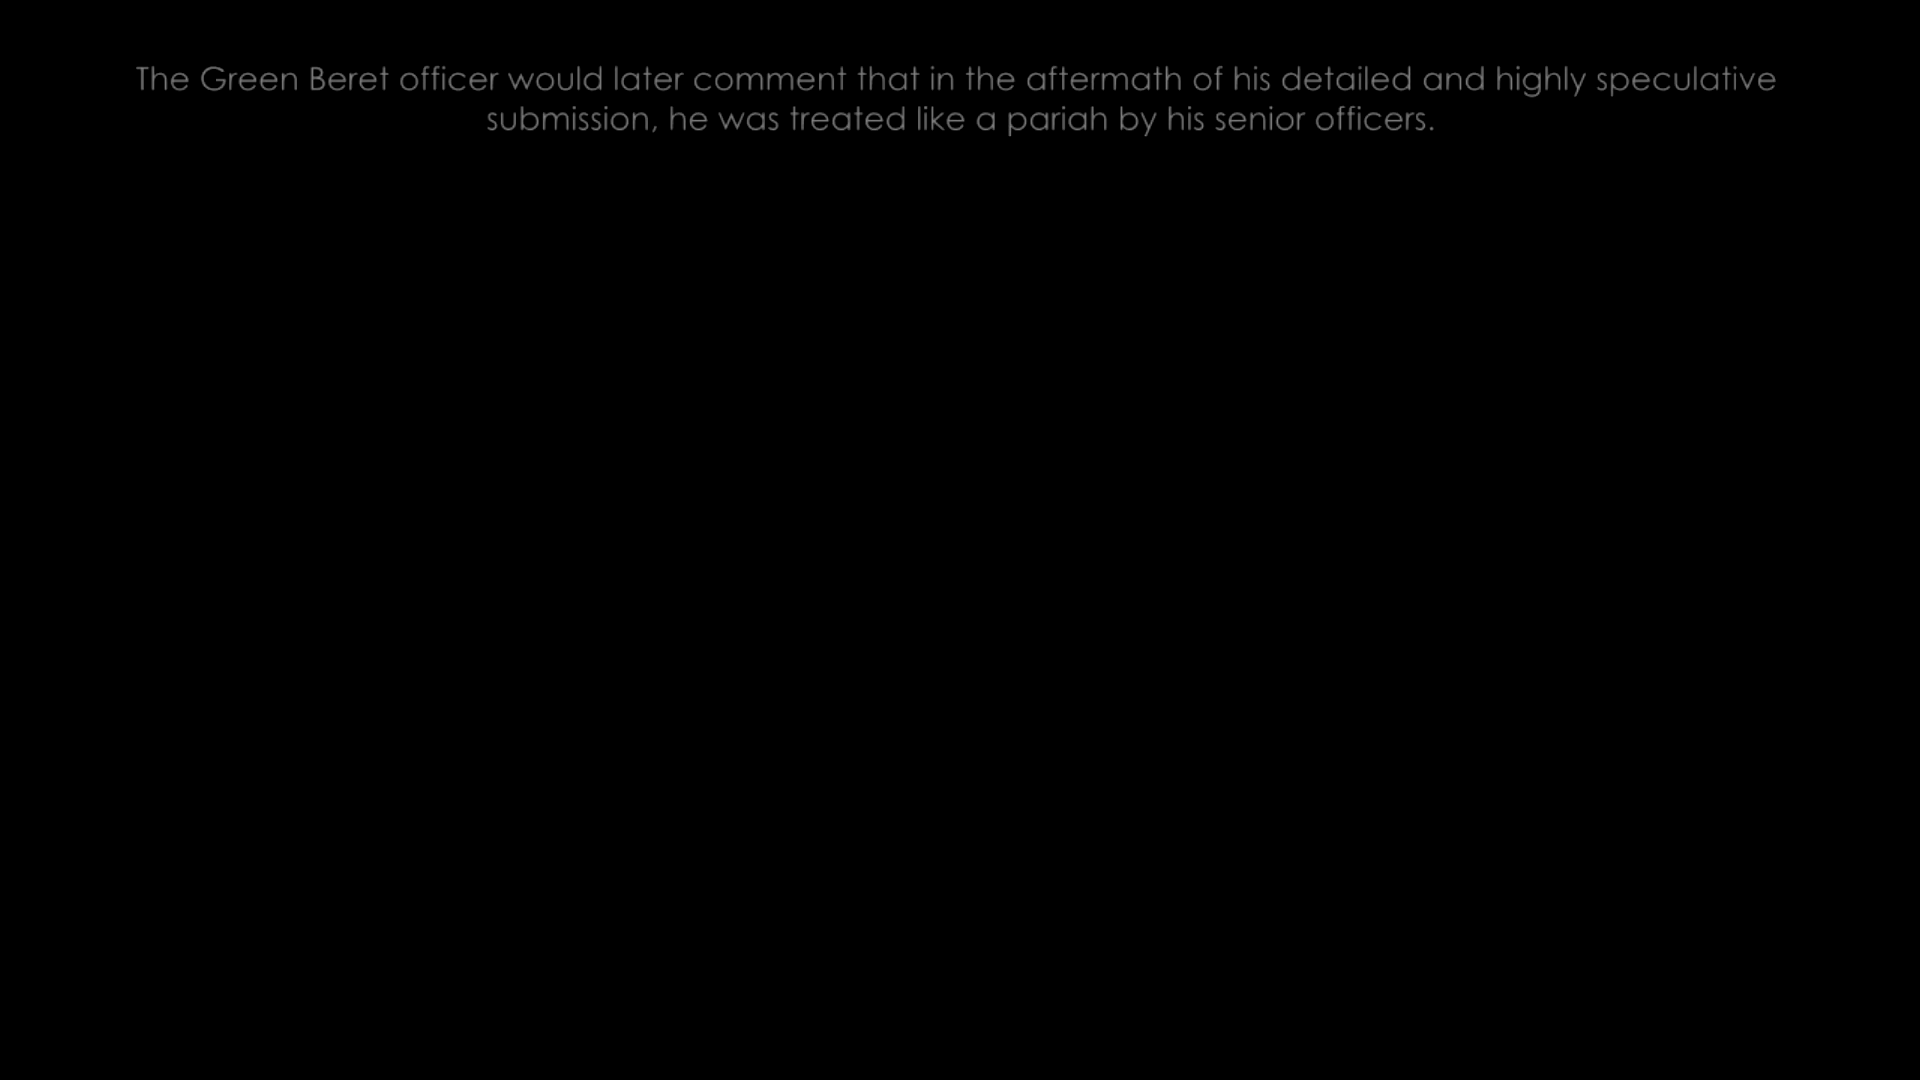 The Green Beret officer would later comment that in the aftermath of his detailed and highly speculative
submission, he was treated like a pariah by his senior officers.